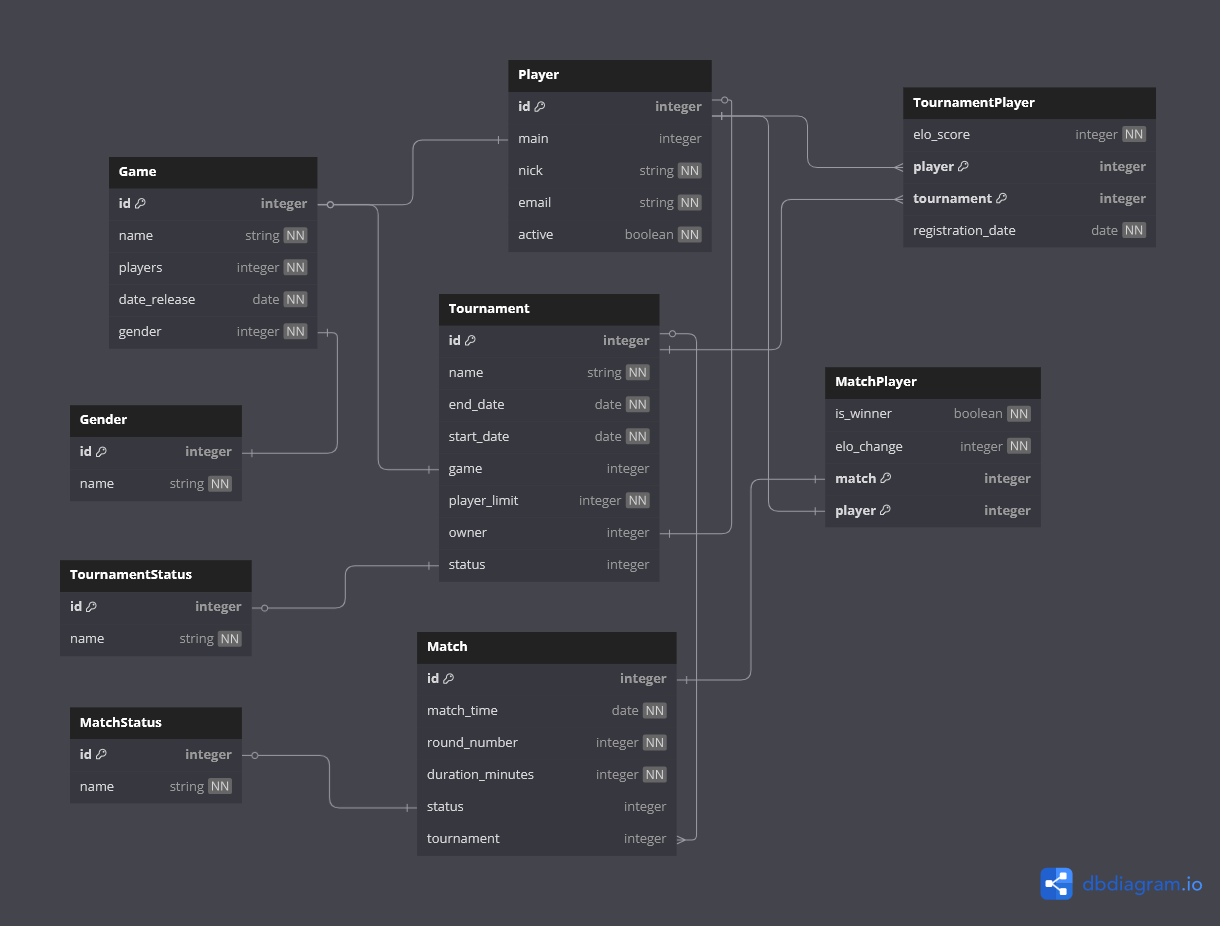 Player
id integer
main integer
nick string NN
email string NN
active boolean NN
TournamentPlayer
elo_score integer NN
player integer
tournament integer
registration_date date NN
Game
id integer
name string NN
players integer NN
date_release date NN
gender integer NN
Tournament
id integer
name string NN
end_date date NN
start_date date NN
game integer
player_limit integer NN
owner integer
status integer
MatchPlayer
is_winner boolean NN
elo_change integer NN
match integer
player integer
Gender
id integer
name string NN
TournamentStatus
id integer
name string NN
Match
id integer
match_time date NN
round_number integer NN
duration_minutes integer NN
status integer
tournament integer
MatchStatus
id integer
name string NN
dbdiagram.io